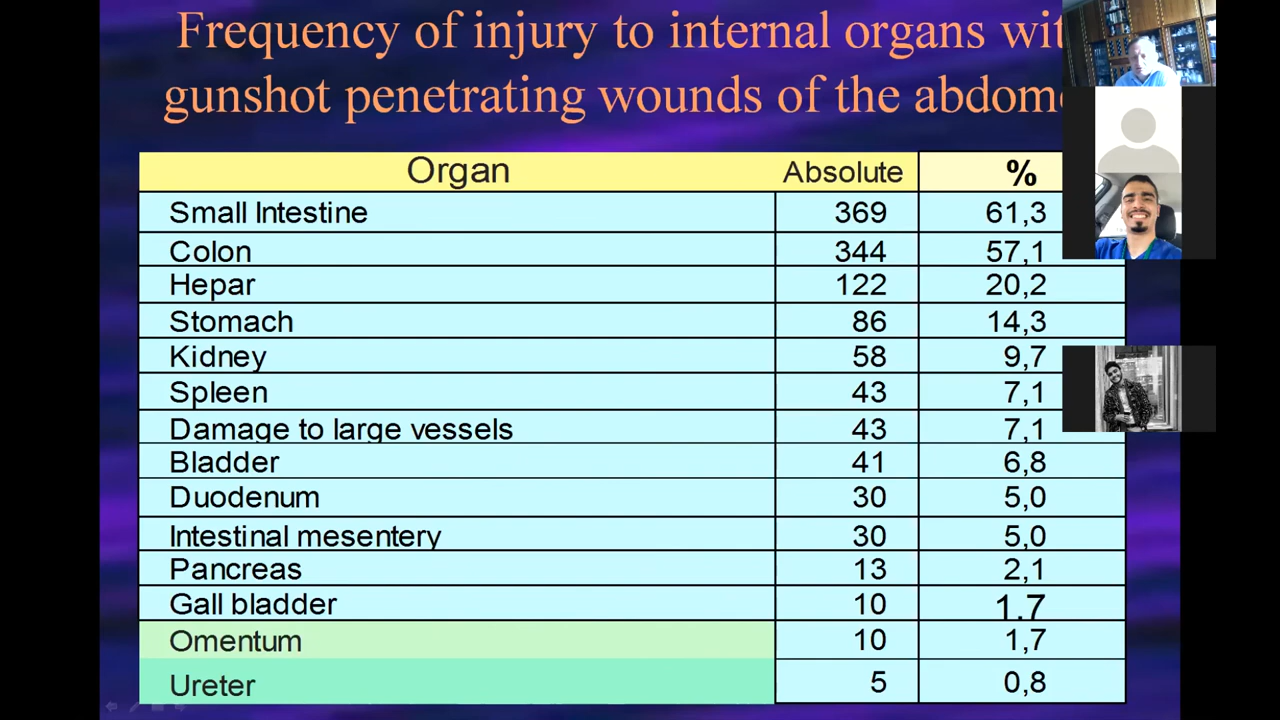 Frequency of injury to internal organs wit
gunshot penetrating wounds of the abdom
Organ Absolute %
Small Intestine 369 61,3
Colon 344 57,1
Hepar 122 20,2
Stomach 86 14,3
Kidney 58 9,7
Spleen 43 7,1
Damage to large vessels 43 7,1
Bladder 41 6,8
Duodenum 30 5,0
Intestinal mesentery 30 5,0
Pancreas 13 2,1
Gall bladder 10 1.7
Omentum 10 1,7
Ureter 5 0,8